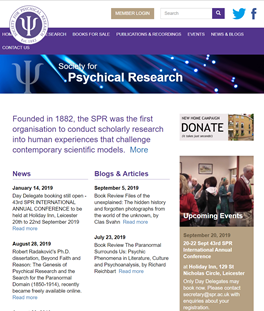 MEMBER LOGIN
Search
HOME
RESEARCH
BOOKS FOR SALE
PUBLICATIONS & RECORDINGS
EVENTS
NEWS & BLOGS
CONTACT US
Society for
Psychical Research
Founded in 1882, the SPR was the first
organisation to conduct scholarly research
into human experiences that challenge
contemporary scientific models. More
NEW HOME CAMPAIGN
DONATE
News
January 14, 2019
Day Delegate booking still open -
43rd SPR INTERNATIONAL
ANNUAL CONFERENCE to be
held at Holiday Inn, Leicester
20th to 22nd September 2019
Read more
August 28, 2019
Robert Radaković's Ph.D.
dissertation, Beyond Faith and
Reason: The Genesis of
Psychical Research and the
Search for the Paranormal
Domain (1850-1914), recently
became freely available online.
Read more
Blogs & Articles
September 5, 2019
Book Review Files of the
Unexplained: The hidden history
and forgotten photographs from
the world of the unknown, by
Clas Svahn Read more
July 23, 2019
Book Review The Paranormal
Surrounds Us: Psychic
Phenomena in Literature, Culture
and Psychoanalysis, by Richard
Reichbart Read more
Upcoming Events
September 20, 2019
20-22 Sept 43rd SPR
International Annual
Conference
at Holiday Inn, 129 St
Nicholas Circle, Leicester
Only Day Delegates may
book now. Please contact
secretary@spr.ac.uk with
enquiries about your
reservation.